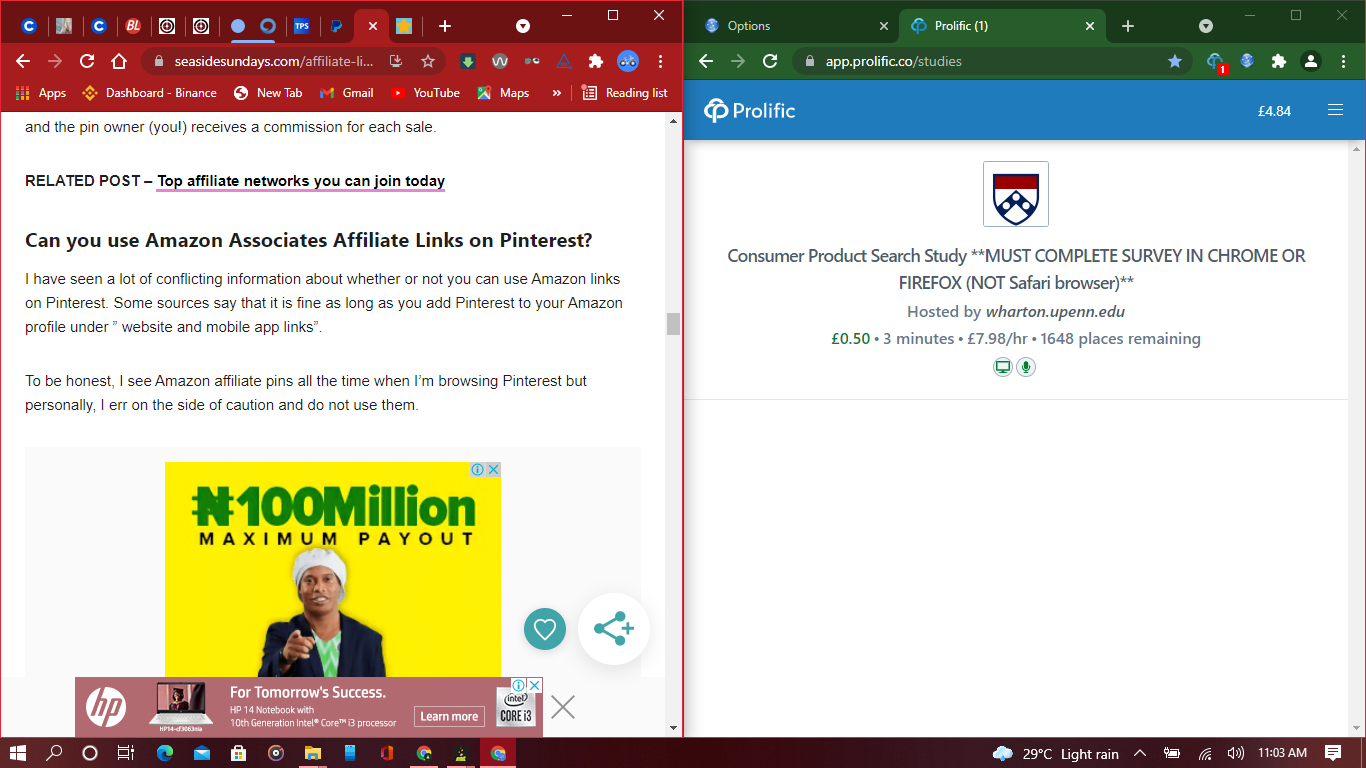 BL
TPS
Options
Prolific (1)
seasidesundays.com/affiliate-li...
app.prolific.co/studies
1
Apps
Dashboard - Binance
New Tab
Gmail
YouTube
Maps
»
Reading list
Prolific
£4.84
and the pin owner (you!) receives a commission for each sale.
RELATED POST – Top affiliate networks you can join today
Can you use Amazon Associates Affiliate Links on Pinterest?
I have seen a lot of conflicting information about whether or not you can use Amazon links
on Pinterest. Some sources say that it is fine as long as you add Pinterest to your Amazon
profile under ” website and mobile app links”.
To be honest, I see Amazon affiliate pins all the time when I’m browsing Pinterest but
personally, I err on the side of caution and do not use them.
₦100Million
MAXIMUM PAYOUT
hp
HP14-cf3063nia
For Tomorrow's Success.
HP 14 Notebook with
10th Generation Intel® Core™ i3 processor
Learn more
intel
CORE i3
Consumer Product Search Study **MUST COMPLETE SURVEY IN CHROME OR
FIREFOX (NOT Safari browser)**
Hosted by wharton.upenn.edu
£0.50 • 3 minutes • £7.98/hr • 1648 places remaining
29°C Light rain
11:03 AM